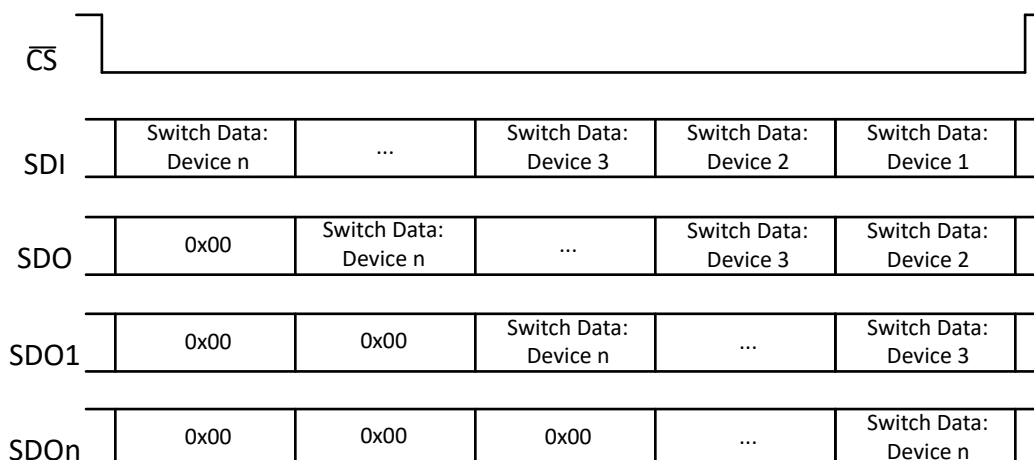 C̅S̅
SDI
Switch Data:
Device n
...
Switch Data:
Device 3
Switch Data:
Device 2
Switch Data:
Device 1
SDO
0x00
Switch Data:
Device n
...
Switch Data:
Device 3
Switch Data:
Device 2
SDO1
0x00
0x00
Switch Data:
Device n
...
Switch Data:
Device 3
SDOn
0x00
0x00
0x00
...
Switch Data:
Device n